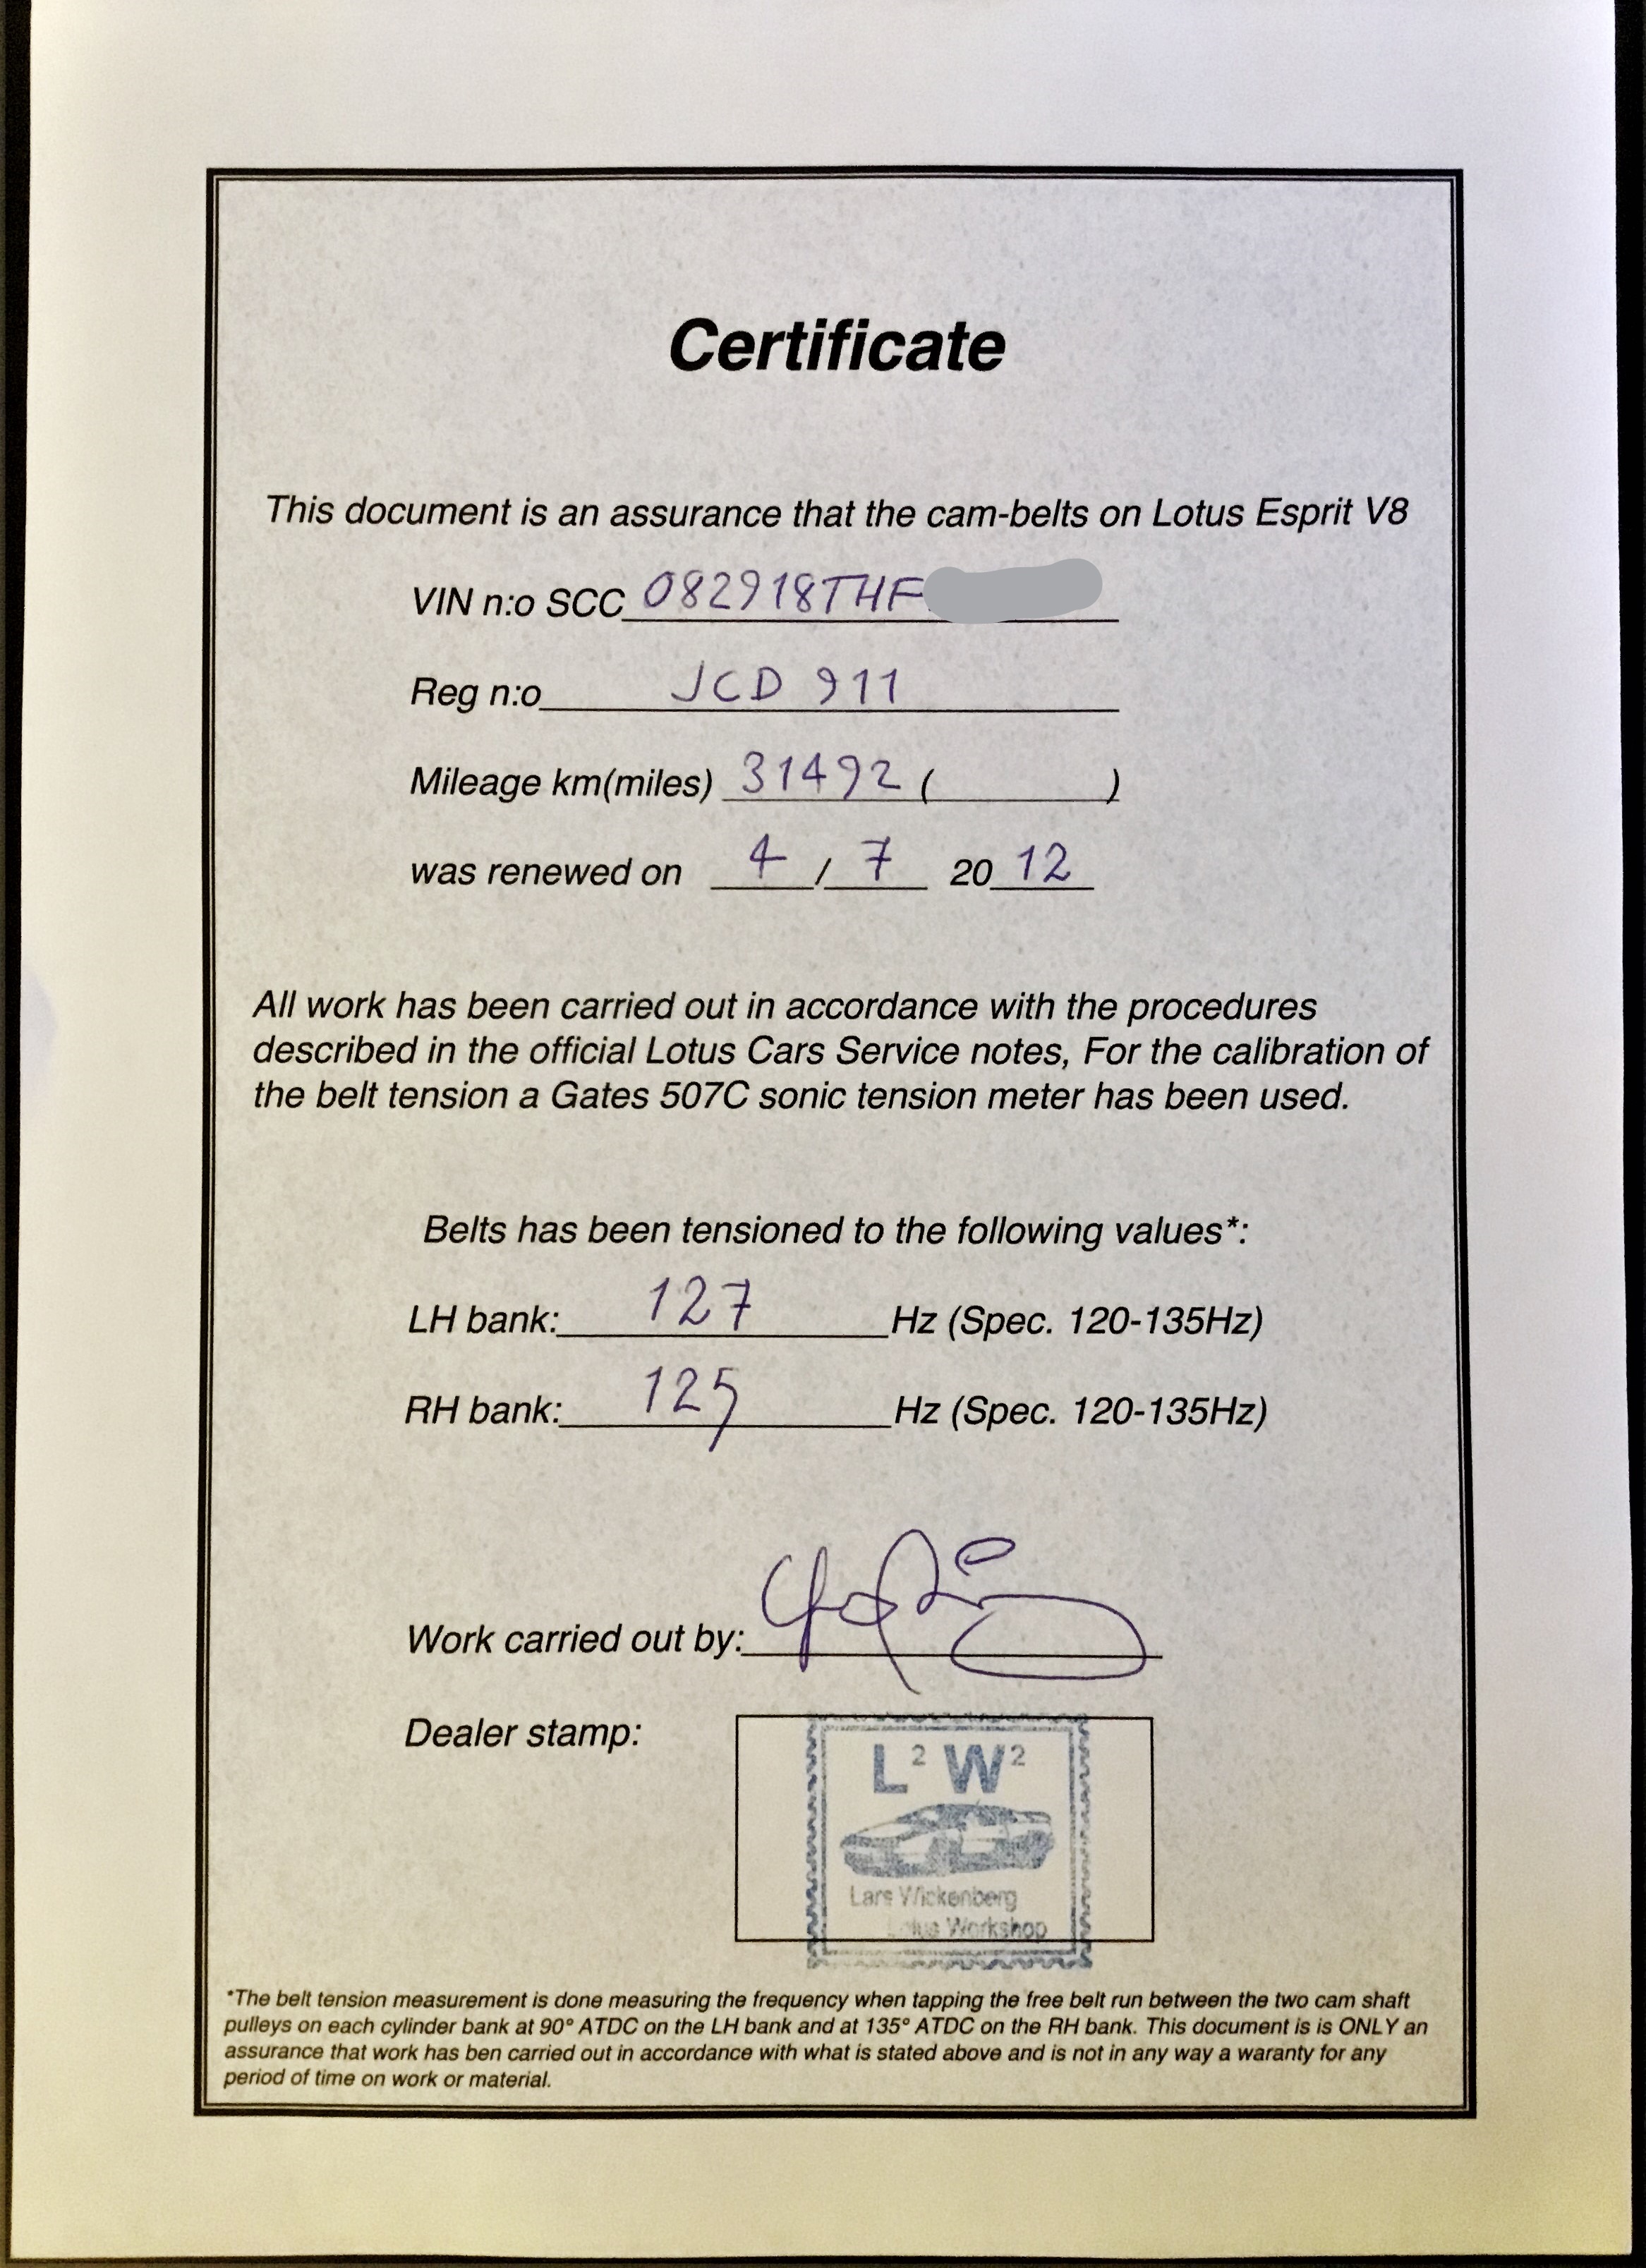 Certificate
This document is an assurance that the cam-belts on Lotus Esprit V8
VIN n:o SCC 082918THF
Reg n:o JCD 911
Mileage km(miles) 31492 ( )
was renewed on 4 / 7 20 12
All work has been carried out in accordance with the procedures
described in the official Lotus Cars Service notes, For the calibration of
the belt tension a Gates 507C sonic tension meter has been used.
Belts has been tensioned to the following values*:
LH bank: 127 Hz (Spec. 120-135Hz)
RH bank: 125 Hz (Spec. 120-135Hz)
Work carried out by:
Dealer stamp:
L² W²
Lars Wickenberg
Lotus Workshop
*The belt tension measurement is done measuring the frequency when tapping the free belt run between the two cam shaft
pulleys on each cylinder bank at 90° ATDC on the LH bank and at 135° ATDC on the RH bank. This document is is ONLY an
assurance that work has ben carried out in accordance with what is stated above and is not in any way a waranty for any
period of time on work or material.